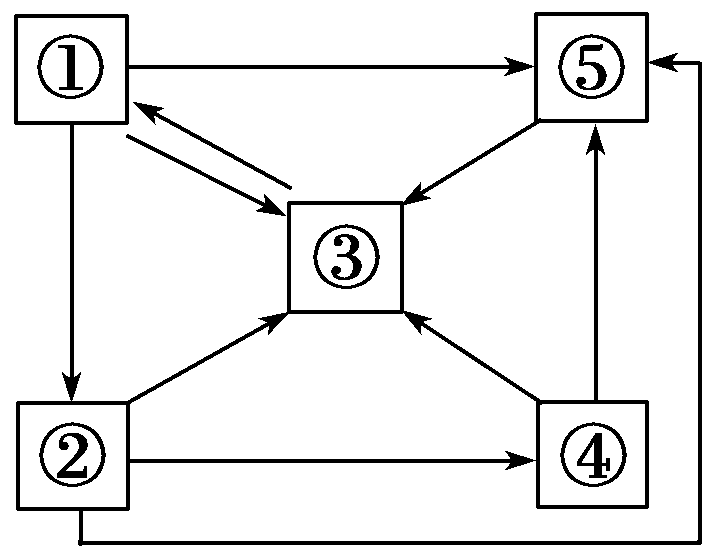 ① ⑤
③
② ④